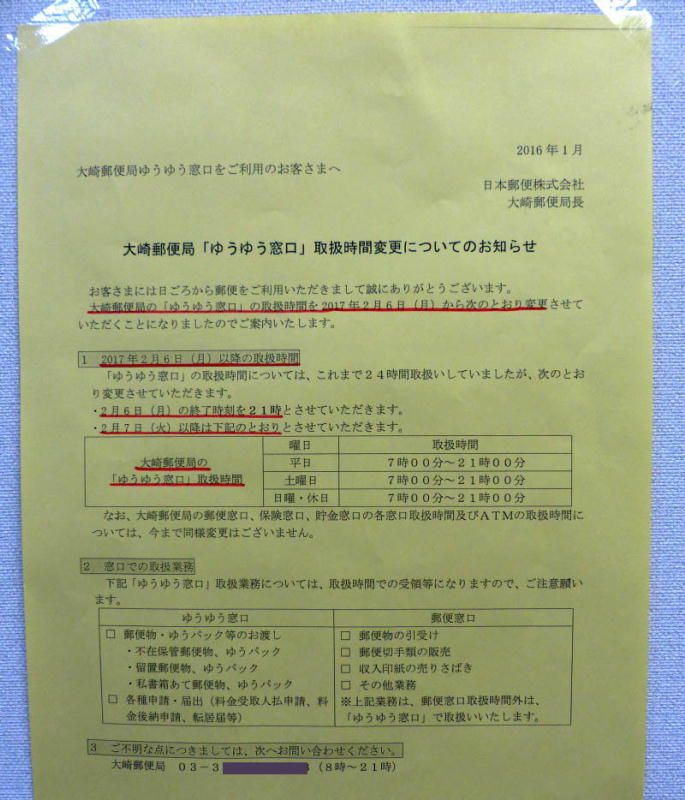 2016年1月
大崎郵便局ゆうゆう窓口をご利用のお客さまへ
日本郵便株式会社
大崎郵便局長
大崎郵便局「ゆうゆう窓口」取扱時間変更についてのお知らせ
お客さまには日ごろから郵便をご利用いただきまして誠にありがとうございます。
大崎郵便局の「ゆうゆう窓口」の取扱時間を2017年2月6日（月）から次のとおり変更させて
いただくことになりましたのでご案内いたします。
1 2017年2月6日（月）以降の取扱時間
「ゆうゆう窓口」の取扱時間については、これまで24時間取扱いしていましたが、次のとお
り変更させていただきます。
・2月6日（月）の終了時刻を21時とさせていただきます。
・2月7日（火）以降は下記のとおりとさせていただきます。
曜日 取扱時間
大崎郵便局の
「ゆうゆう窓口」取扱時間
平日 7時00分～21時00分
土曜日 7時00分～21時00分
日曜・休日 7時00分～21時00分
なお、大崎郵便局の郵便窓口、保険窓口、貯金窓口の各窓口取扱時間及びATMの取扱時間に
ついては、今まで同様変更はございません。
2 窓口での取扱業務
下記「ゆうゆう窓口」取扱業務については、取扱時間での受領等になりますので、ご注意願い
ます。
ゆうゆう窓口
□ 郵便物・ゆうパック等のお渡し
・不在保管郵便物、ゆうパック
・留置郵便物、ゆうパック
・私書箱あて郵便物、ゆうパック
□ 各種申請・届出（料金受取人払申請、料
金後納申請、転居届等）
郵便窓口
□ 郵便物の引受け
□ 郵便切手類の販売
□ 収入印紙の売りさばき
□ その他業務
※上記業務は、郵便窓口取扱時間外は、
「ゆうゆう窓口」で取扱いいたします。
3 ご不明な点につきましては、次へお問い合わせください。
大崎郵便局 03－3（8時～21時）